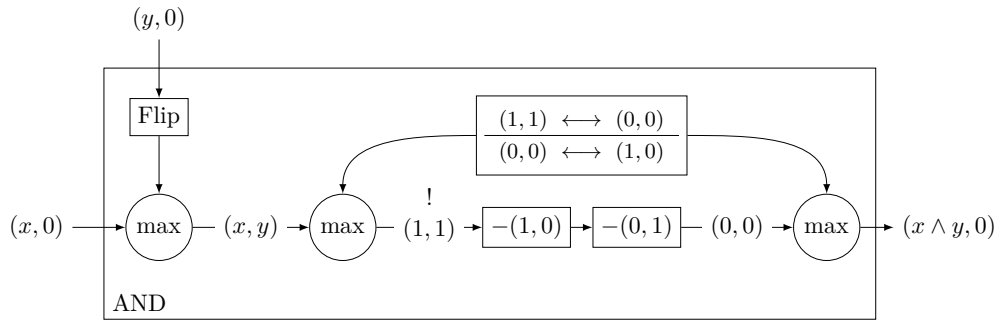 (y, 0)
Flip
(1, 1) ⟷ (0, 0)
(0, 0) ⟷ (1, 0)
!
(x, 0) max (x, y) max (1, 1) −(1, 0) −(0, 1) (0, 0) max (x ∧ y, 0)
AND